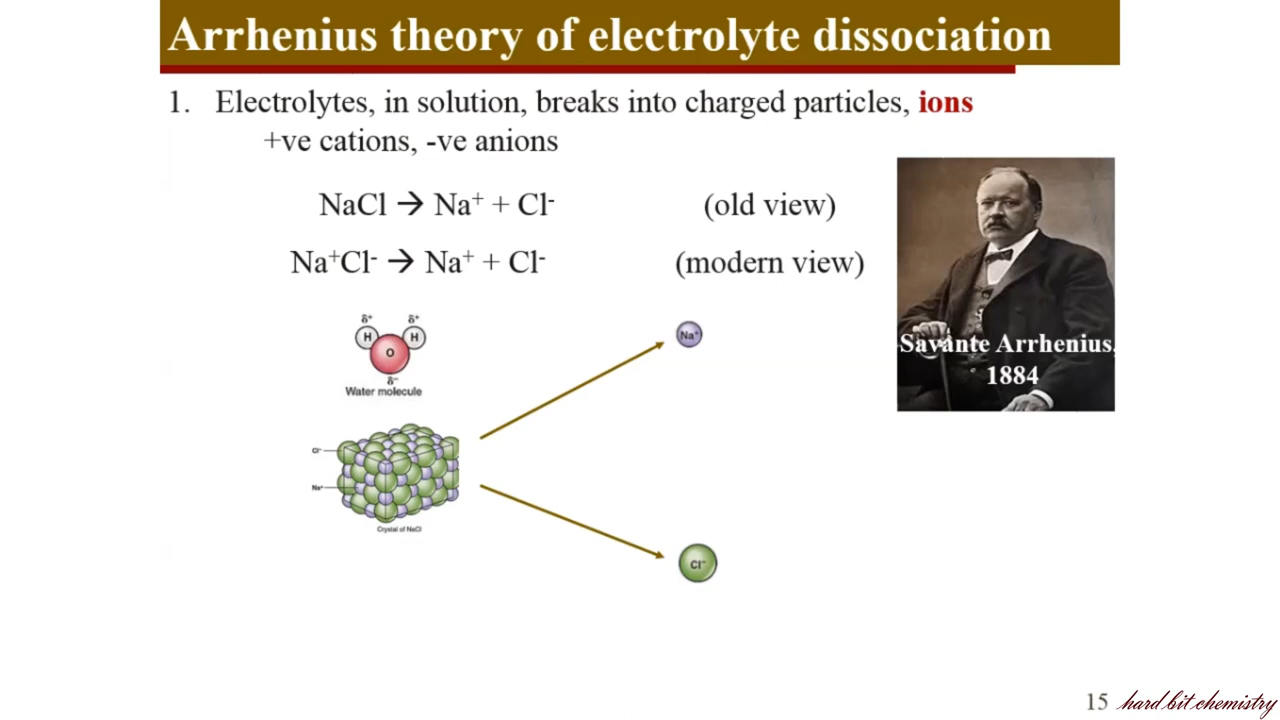 Arrhenius theory of electrolyte dissociation
1. Electrolytes, in solution, breaks into charged particles, ions
+ve cations, -ve anions
NaCl → Na⁺ + Cl⁻ (old view)
Na⁺Cl⁻ → Na⁺ + Cl⁻ (modern view)
δ⁺ δ⁺
H H
O
δ⁻
Water molecule
Na⁺
Savante Arrhenius,
1884
Cl⁻
Na⁺
Crystal of NaCl
Cl⁻
15 hard bit chemistry